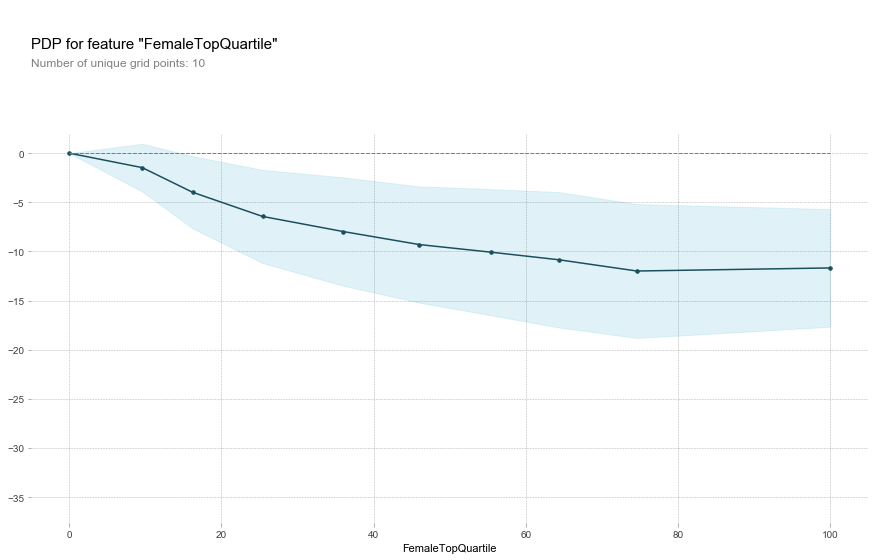 PDP for feature "FemaleTopQuartile"
Number of unique grid points: 10
0
−5
−10
−15
−20
−25
−30
−35
0 20 40 60 80 100
FemaleTopQuartile